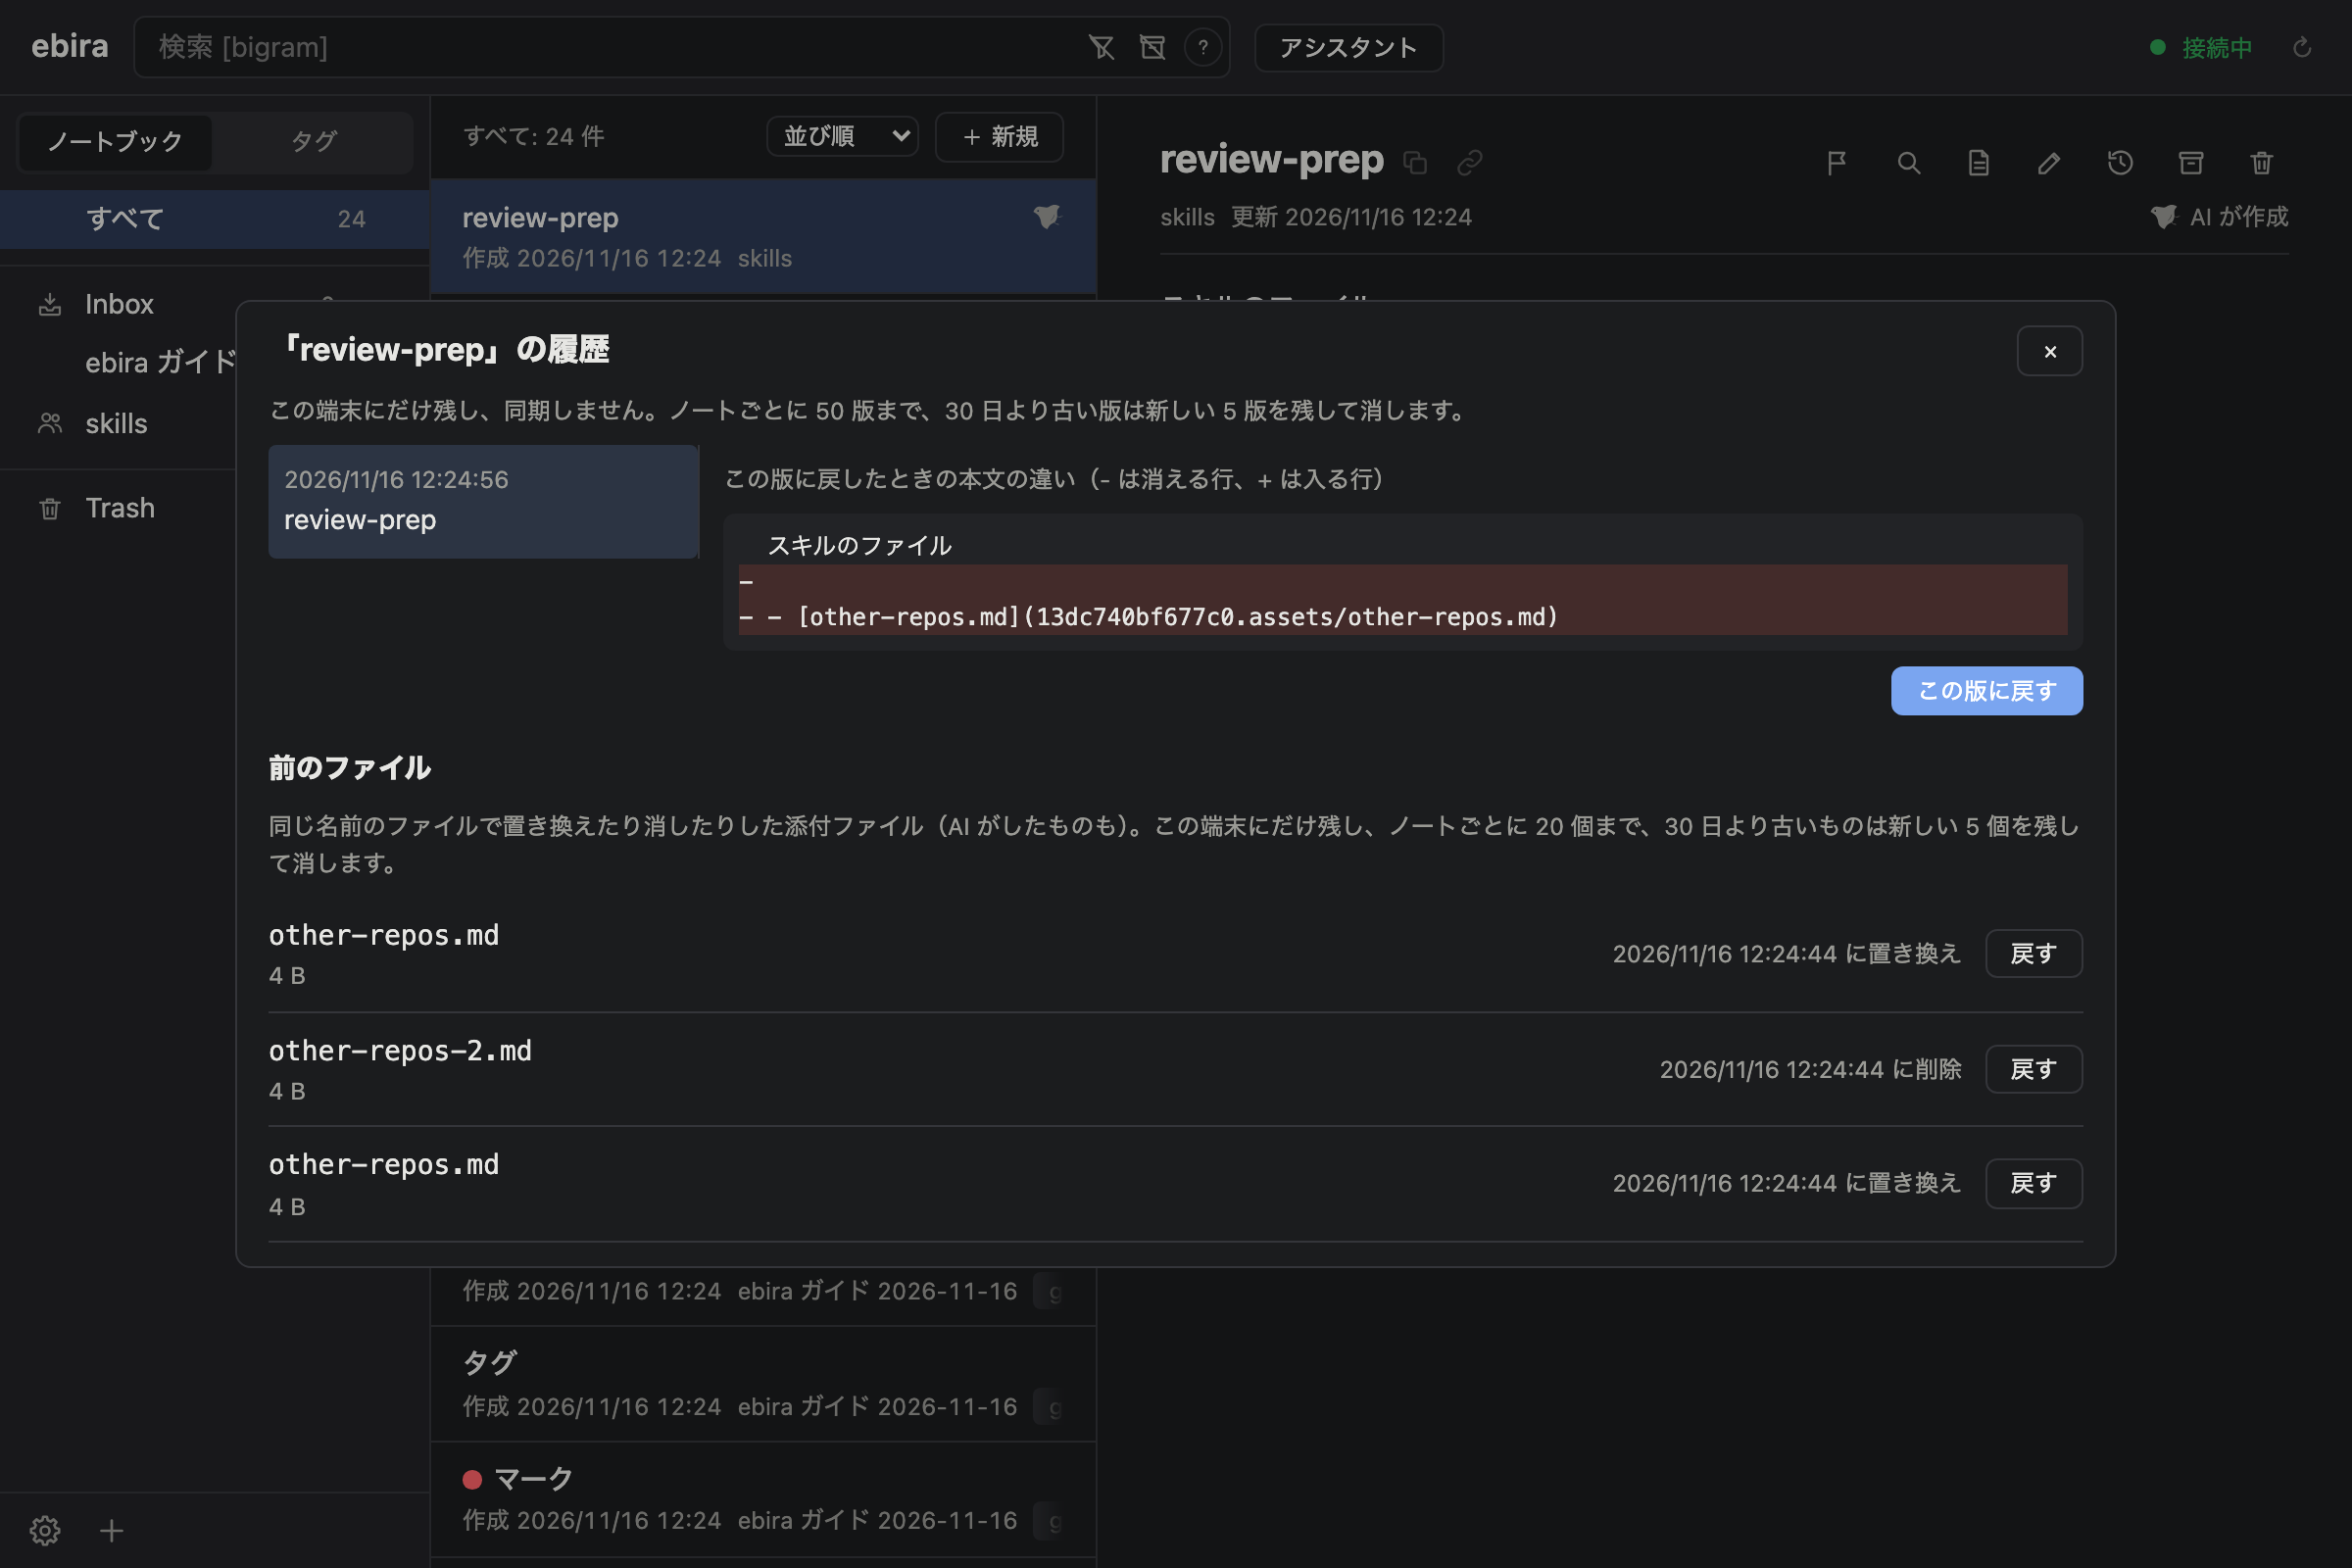 ebira
検索 [bigram]
?
アシスタント
接続中
ノートブック
タグ
すべて: 24 件
並び順
+ 新規
すべて
24
Inbox
ebira ガイド
skills
Trash
review-prep
作成 2026/11/16 12:24 skills
review-prep
skills 更新 2026/11/16 12:24
AI が作成
「review-prep」の履歴
×
この端末にだけ残し、同期しません。ノートごとに 50 版まで、30 日より古い版は新しい 5 版を残して消します。
2026/11/16 12:24:56
review-prep
この版に戻したときの本文の違い（- は消える行、+ は入る行）
スキルのファイル
-
- - [other-repos.md](13dc740bf677c0.assets/other-repos.md)
この版に戻す
前のファイル
同じ名前のファイルで置き換えたり消したりした添付ファイル（AI がしたものも）。この端末にだけ残し、ノートごとに 20 個まで、30 日より古いものは新しい 5 個を残し
て消します。
other-repos.md
4 B
2026/11/16 12:24:44 に置き換え
戻す
other-repos-2.md
4 B
2026/11/16 12:24:44 に削除
戻す
other-repos.md
4 B
2026/11/16 12:24:44 に置き換え
戻す
作成 2026/11/16 12:24 ebira ガイド 2026-11-16
タグ
作成 2026/11/16 12:24 ebira ガイド 2026-11-16
マーク
作成 2026/11/16 12:24 ebira ガイド 2026-11-16